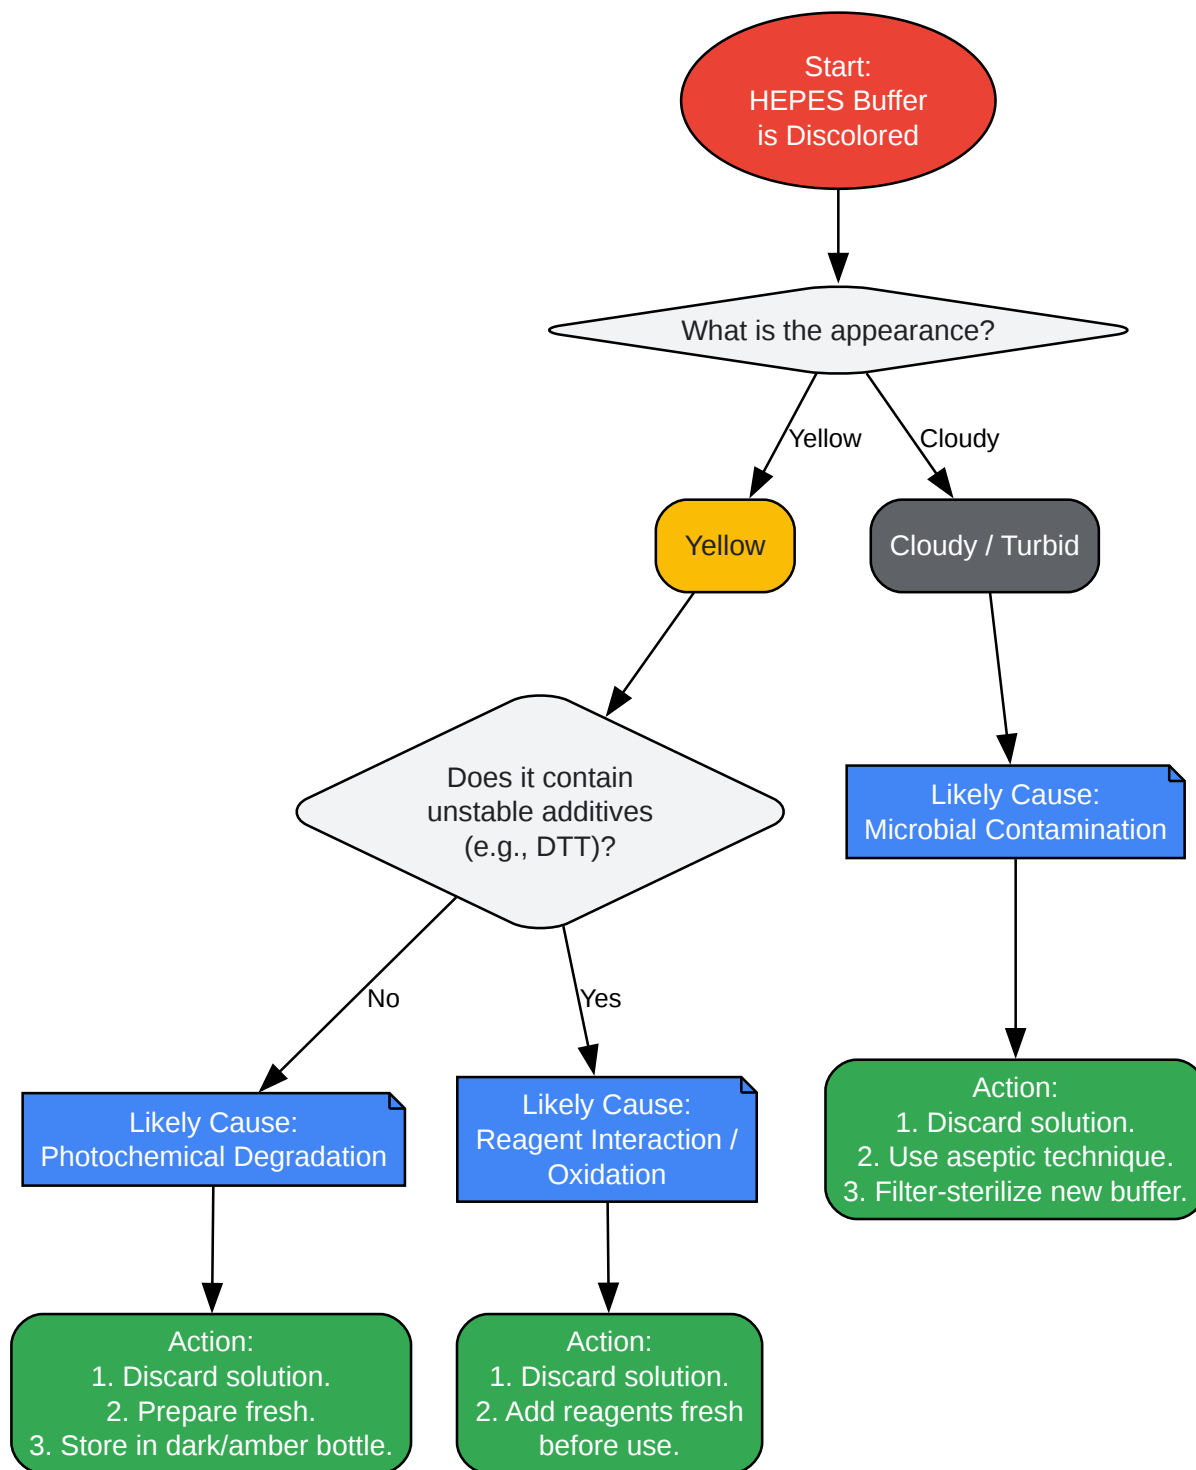 Start:
HEPES Buffer
is Discolored
What is the appearance?
Yellow
Cloudy
Yellow
Cloudy / Turbid
Does it contain
unstable additives
(e.g., DTT)?
Likely Cause:
Microbial Contamination
No
Yes
Likely Cause:
Photochemical Degradation
Likely Cause:
Reagent Interaction /
Oxidation
Action:
1. Discard solution.
2. Use aseptic technique.
3. Filter-sterilize new buffer.
Action:
1. Discard solution.
2. Prepare fresh.
3. Store in dark/amber bottle.
Action:
1. Discard solution.
2. Add reagents fresh
before use.